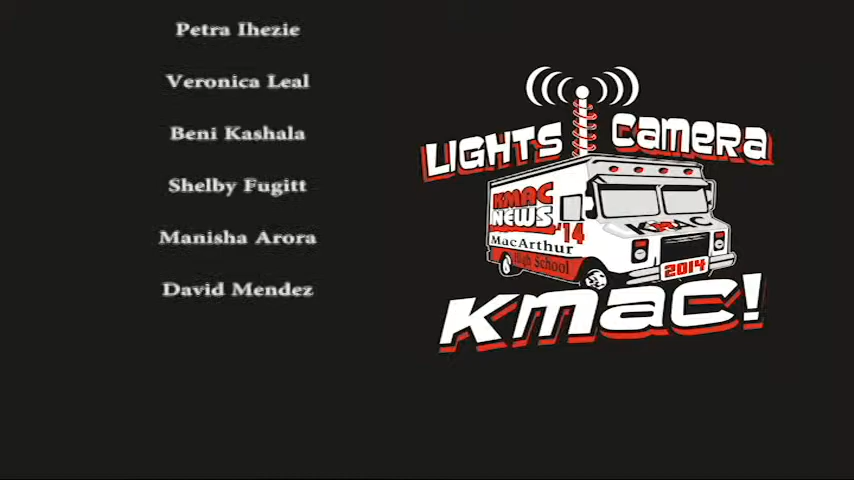 Petra Ihezie
Veronica Leal
Beni Kashala
Shelby Fugitt
Manisha Arora
David Mendez
LIGHTS CAMERA
KMAC
NEWS
'14
MacArthur
High School
KMAC
2014
KMAC!